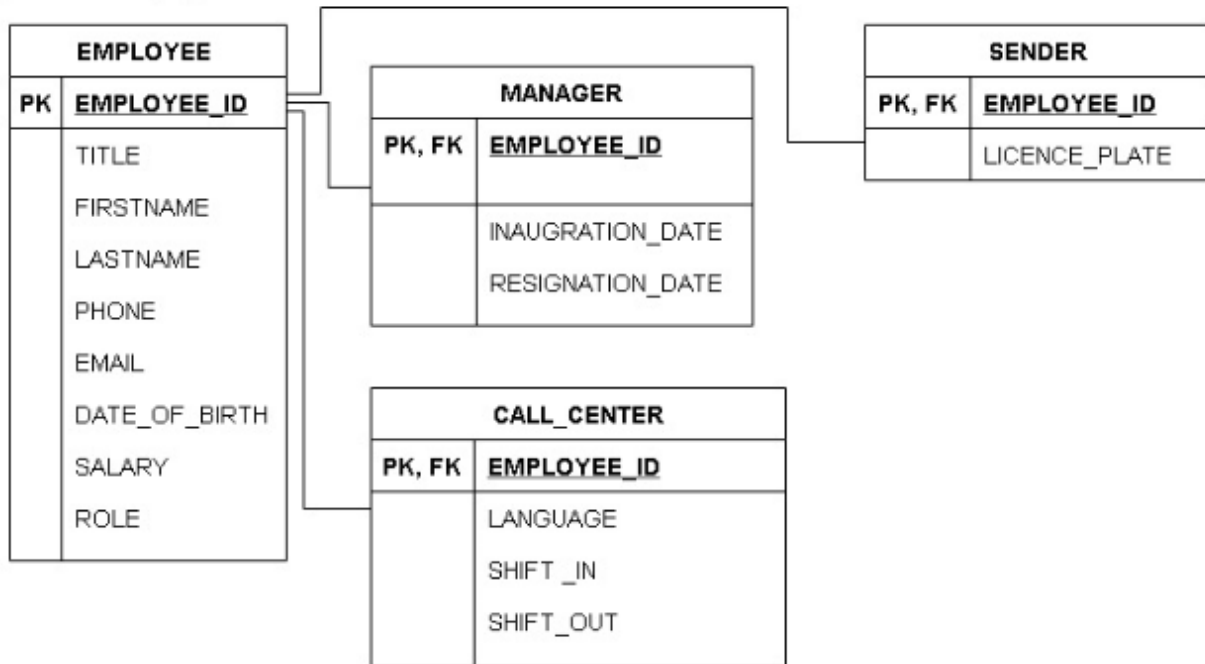 EMPLOYEE
PK EMPLOYEE_ID
TITLE
FIRSTNAME
LASTNAME
PHONE
EMAIL
DATE_OF_BIRTH
SALARY
ROLE
MANAGER
PK, FK EMPLOYEE_ID
INAUGRATION_DATE
RESIGNATION_DATE
CALL_CENTER
PK, FK EMPLOYEE_ID
LANGUAGE
SHIFT _IN
SHIFT_OUT
SENDER
PK, FK EMPLOYEE_ID
LICENCE_PLATE